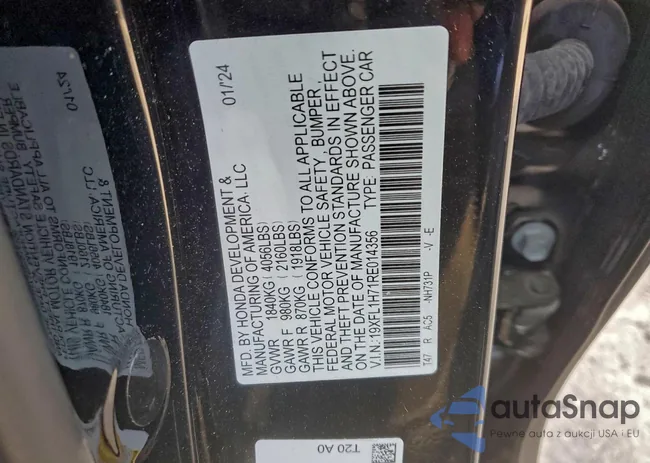 MFD. BY HONDA DEVELOPMENT &
MANUFACTURING OF AMERICA, LLC 01/24
GVWR 1840KG (4056LBS)
GAWR F 980KG (2160LBS)
GAWR R 870KG (1918LBS)
THIS VEHICLE CONFORMS TO ALL APPLICABLE
FEDERAL MOTOR VEHICLE SAFETY, BUMPER,
AND THEFT PREVENTION STANDARDS IN EFFECT
ON THE DATE OF MANUFACTURE SHOWN ABOVE.
V.I.N.:19XFL1H71RE014356 TYPE: PASSENGER CAR
T47 R AC5 -NH731P -V -E
T20 A0
autaSnap
Pewne auta z aukcji USA i EU